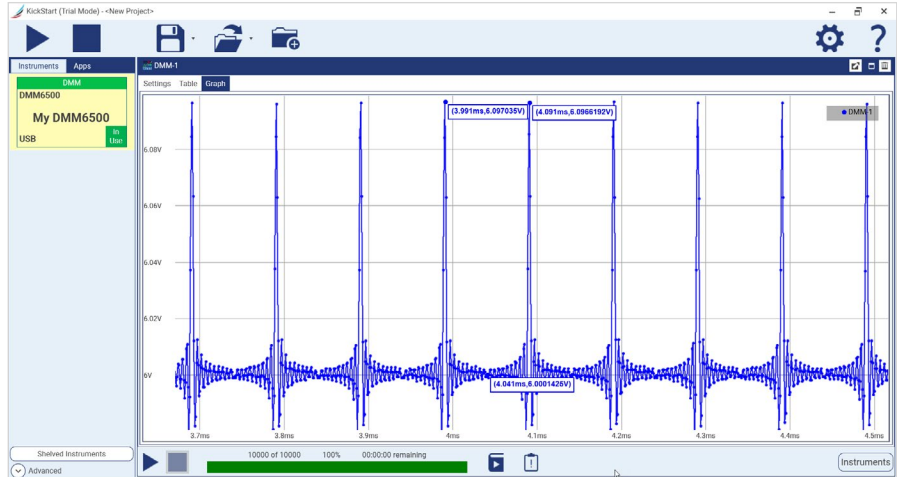 KickStart (Trial Mode) - <New Project>
Instruments Apps
DMM-1
DMM
DMM6500
My DMM6500
USB
In
Use
Settings Table Graph
(3.991ms,6.097035V)
(4.091ms,6.0966192V)
DMM-1
6.08V
6.06V
6.04V
6.02V
6V
(4.041ms,6.0001426V)
3.7ms 3.8ms 3.9ms 4ms 4.1ms 4.2ms 4.3ms 4.4ms 4.5ms
Shelved Instruments
Advanced
10000 of 10000 100% 00:00:00 remaining
Instruments